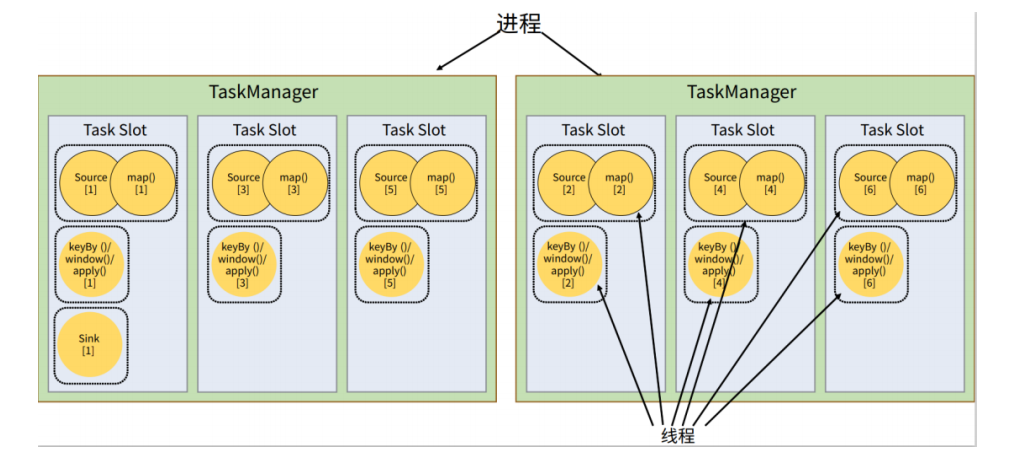 进程
TaskManager
Task Slot
Source
[1]
map()
[1]
keyBy ()/
window()/
apply()
[1]
Sink
[1]
Task Slot
Source
[3]
map()
[3]
keyBy ()/
window()/
apply()
[3]
Task Slot
Source
[5]
map()
[5]
keyBy ()/
window()/
apply()
[5]
TaskManager
Task Slot
Source
[2]
map()
[2]
keyBy ()/
window()/
apply()
[2]
Task Slot
Source
[4]
map()
[4]
keyBy ()/
window()/
apply()
[4]
Task Slot
Source
[6]
map()
[6]
keyBy ()/
window()/
apply()
[6]
线程